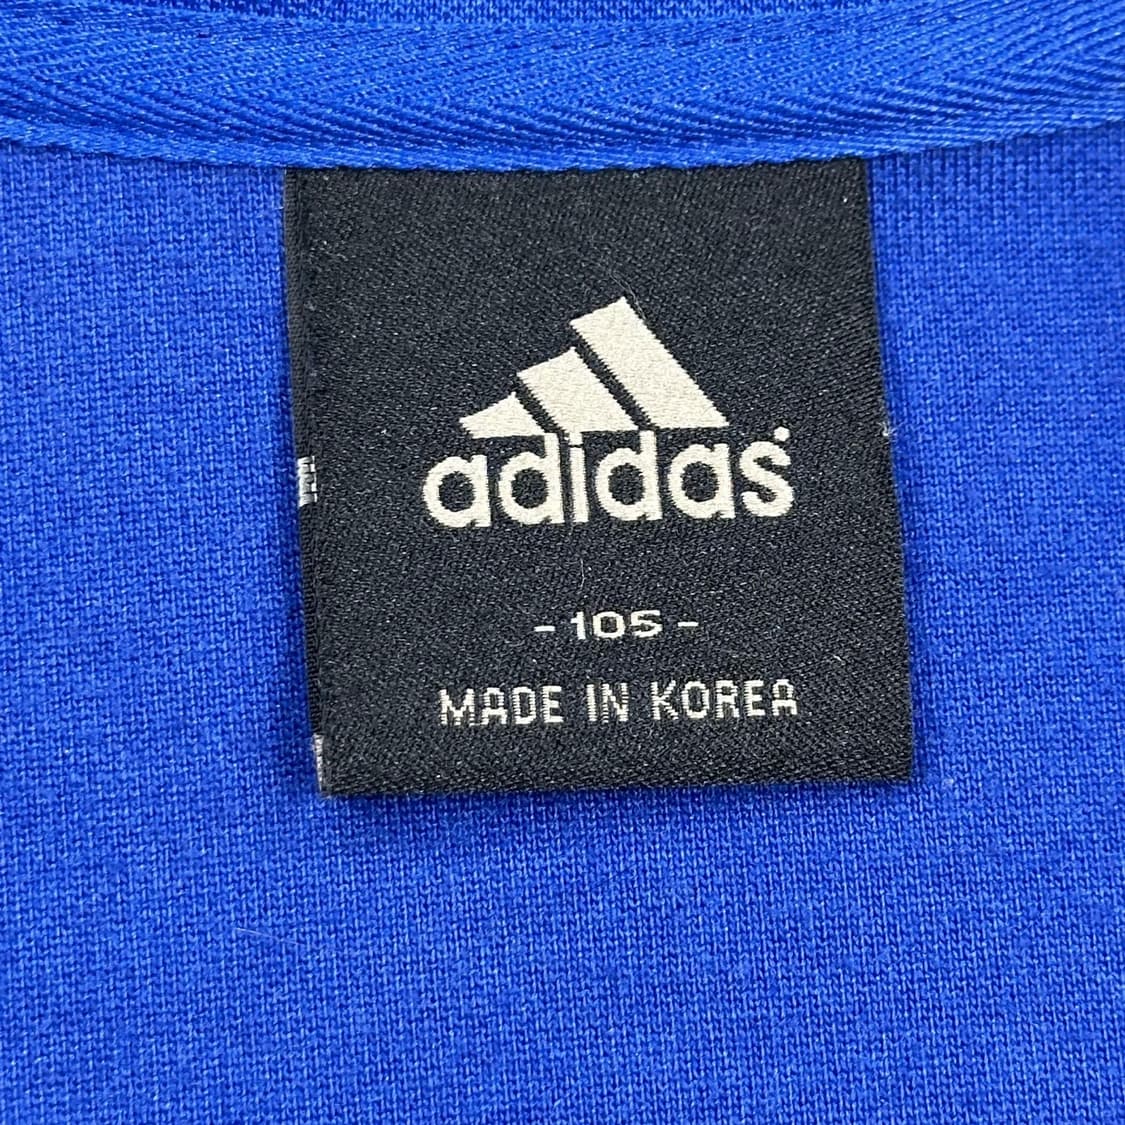 adidas
- 105 -
MADE IN KOREA